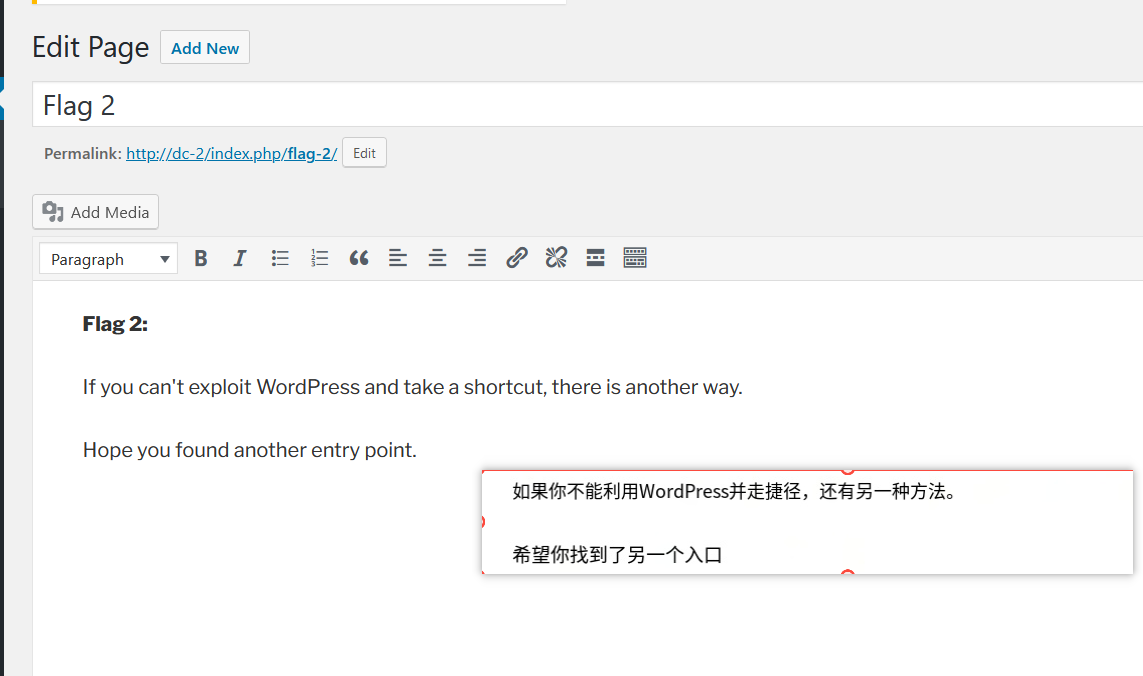 Edit Page Add New
Flag 2
Permalink: http://dc-2/index.php/flag-2/ Edit
Add Media
Paragraph
Flag 2:
If you can't exploit WordPress and take a shortcut, there is another way.
Hope you found another entry point.
如果你不能利用WordPress并走捷径，还有另一种方法。
希望你找到了另一个入口